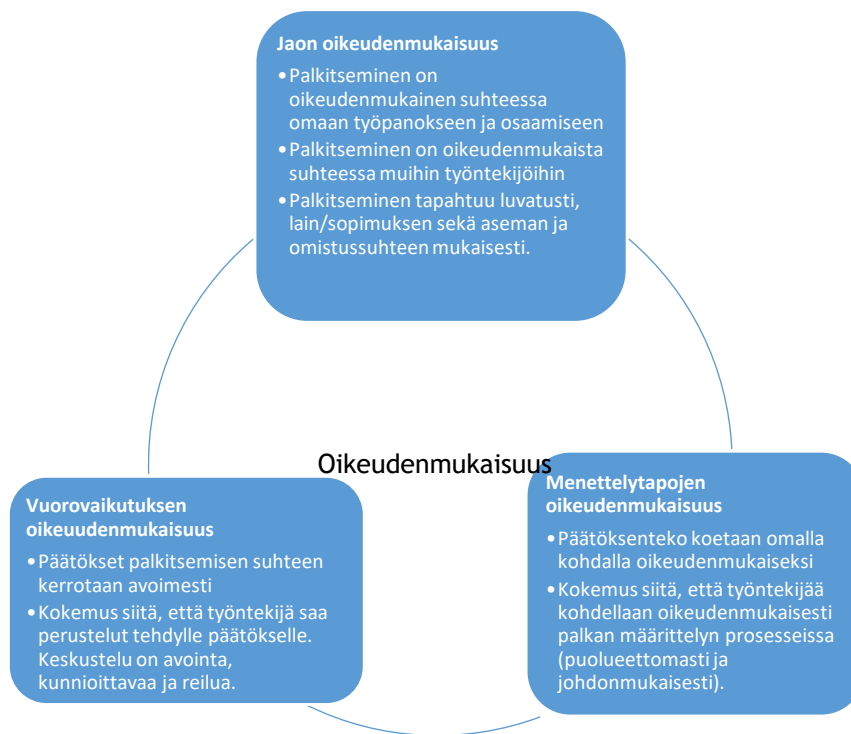 Jaon oikeudenmukaisuus
•Palkitseminen on
oikeudenmukainen suhteessa
omaan työpanokseen ja osaamiseen
•Palkitseminen on oikeudenmukaista
suhteessa muihin työntekijöihin
•Palkitseminen tapahtuu luvatusti,
lain/sopimuksen sekä aseman ja
omistussuhteen mukaisesti.
Oikeudenmukaisuus
Menettelytapojen
oikeudenmukaisuus
•Päätöksenteko koetaan omalla
kohdalla oikeudenmukaiseksi
•Kokemus siitä, että työntekijää
kohdellaan oikeudenmukaisesti
palkan määrittelyn prosesseissa
(puolueettomasti ja
johdonmukaisesti).
Vuorovaikutuksen
oikeuudenmukaisuus
•Päätökset palkitsemisen suhteen
kerrotaan avoimesti
•Kokemus siitä, että työntekijä saa
perustelut tehdylle päätökselle.
Keskustelu on avointa,
kunnioittavaa ja reilua.